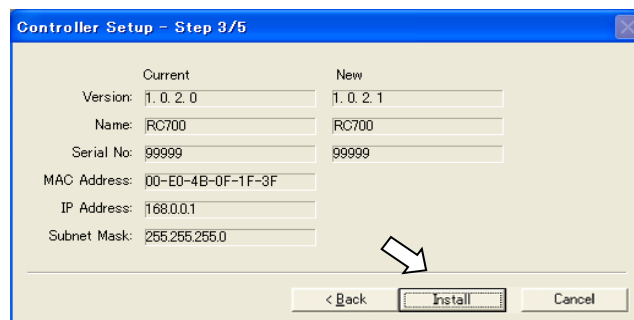 Controller Setup - Step 3/5
Current New
Version: 1. 0. 2. 0 1. 0. 2. 1
Name: RC700 RC700
Serial No: 99999 99999
MAC Address: 00-E0-4B-0F-1F-3F
IP Address: 168.0.0.1
Subnet Mask: 255.255.255.0
< Back Install Cancel